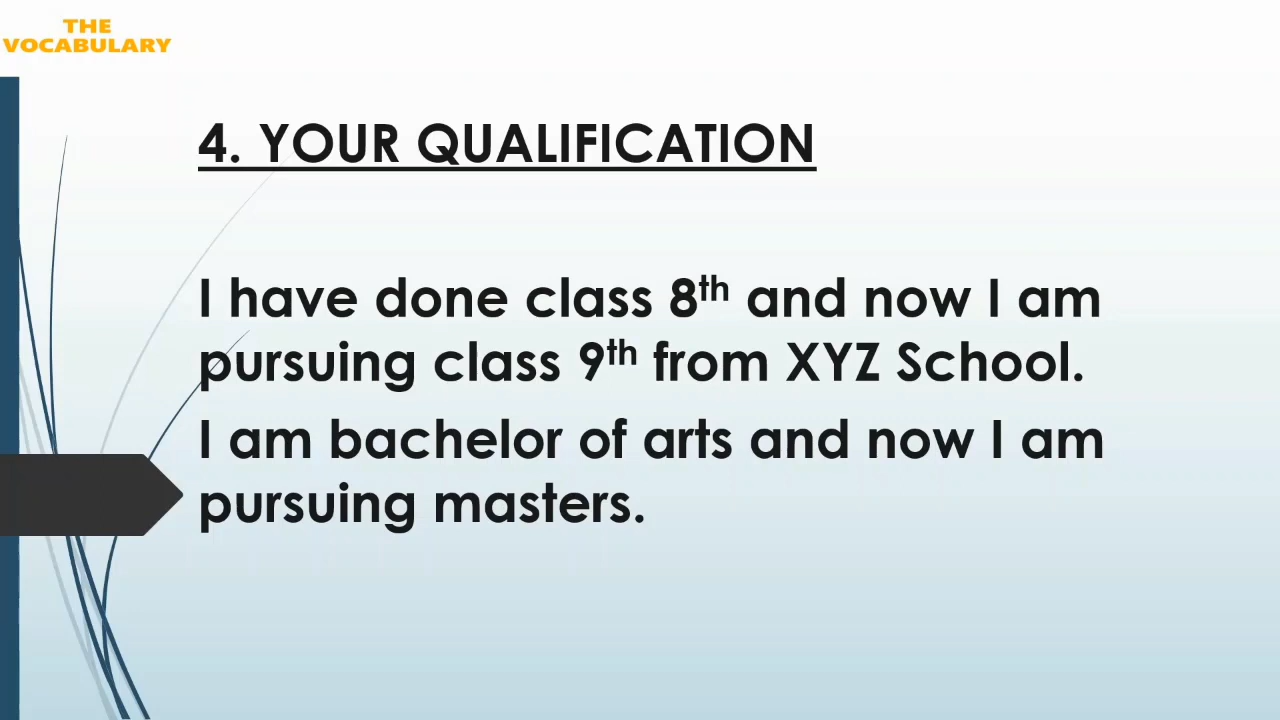 THE
VOCABULARY
4. YOUR QUALIFICATION
I have done class 8th and now I am
pursuing class 9th from XYZ School.
I am bachelor of arts and now I am
pursuing masters.